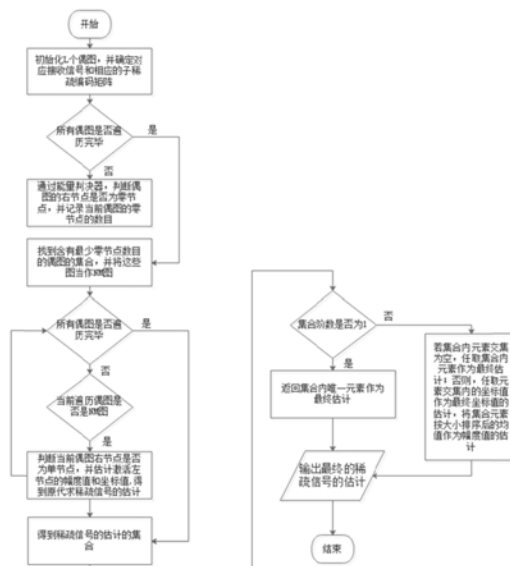 开始
初始化L个偶图，并确定对
应接收信号和相应的子稀
疏编码矩阵
所有偶图是否遍
历完毕
是
否
通过能量判决器，判断偶
图的右节点是否为零节
点，并记录当前偶图的零
节点的数目
找到含有最少零节点数目
的偶图的集合，并将这些
图当作NM图
所有偶图是否遍
历完毕
是
否
当前遍历偶图是
否是NM图
是
判断当前偶图右节点是否
为单节点，并估计激活左
节点的幅度值和坐标值，得
到原代求稀疏信号的估计
得到稀疏信号的估计的集
合
集合阶数是否为1
否
是
返回集合内唯一元素作为
最终估计
若集合内元素交集
为空，任取集合内
元素作为最终估
计；否则，任取元
素交集内的坐标值
作为最终坐标值的
估计，将集合元素
按大小排序后的均
值作为幅度值的估
计
输出最终的稀
疏信号的估计
结束